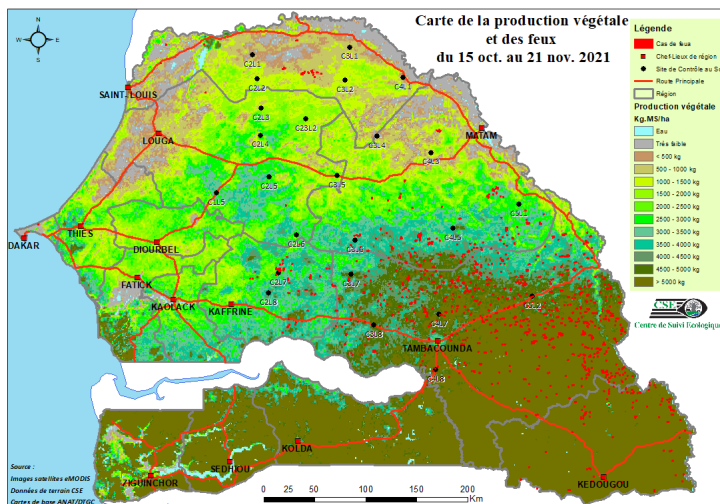 Carte de la production végétale
et des feux
du 15 oct. au 21 nov. 2021
N
W
E
S
Légende
Cas de feux
Chef-Lieux de région
Site de Contrôle au Sol
Route Principale
Région
Production végétale
Kg.MS/ha
Eau
Très faible
< 500 kg
500 - 1000 kg
1000 - 1500 kg
1500 - 2000 kg
2000 - 2500 kg
2500 - 3000 kg
3000 - 3500 kg
3500 - 4000 kg
4000 - 4500 kg
4500 - 5000 kg
> 5000 kg
CSE
Centre de Suivi Ecologique
C3L1
C2L1
C2L2
C3L2
C4L1
SAINT-LOUIS
C2L3
C23L2
LOUGA
C2L4
C3L4
MATAM
C4L3
C2L5
C3L5
C1L5
THIES
DAKAR
DIOURBEL
C2L6
C3L6
FATICK
C2L7
C3L7
C2L8
KAOLACK
KAFFRINE
C4L7
C3L8
TAMBACOUNDA
KOLDA
SEDHIOU
ZIGUINCHOR
KEDOUGOU
Source :
Images satellites eMODIS
Données de terrain CSE
Cartes de base ANAT/DTGC
0 25 50 100 150 200
Km